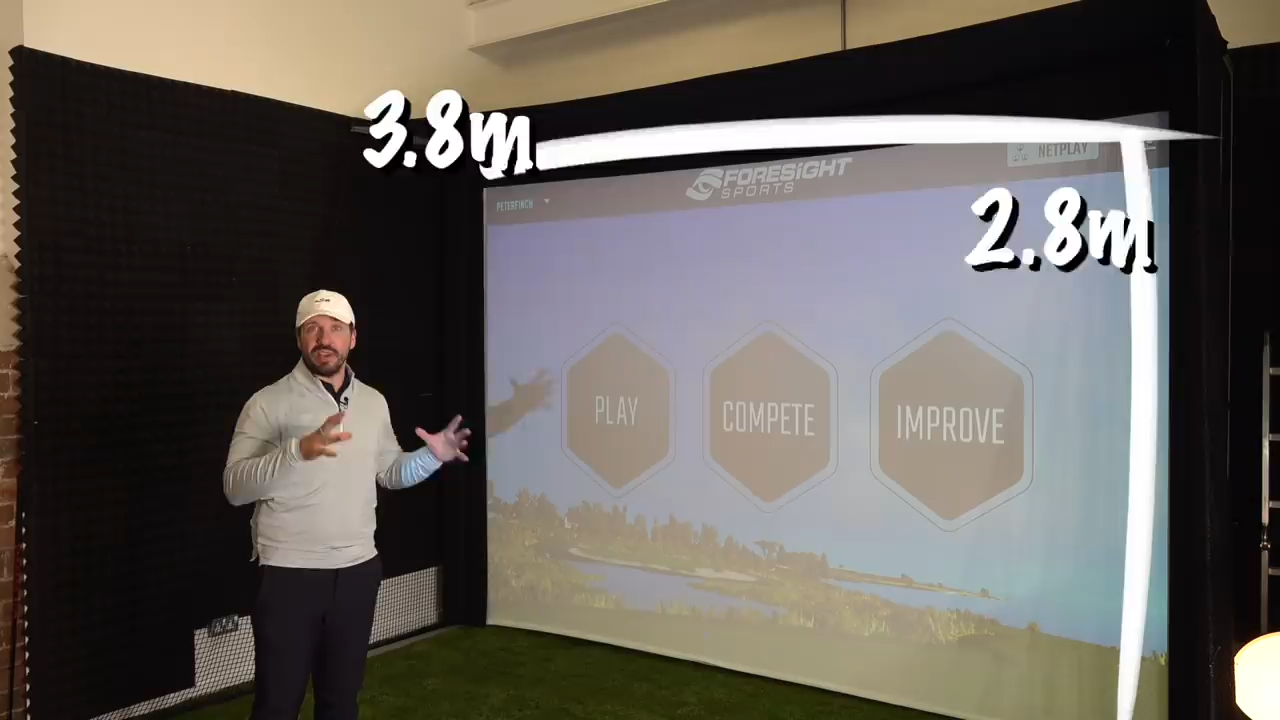 3.8m
NETPLAY
FORESiGHT
SPORTS
PETERFINCH
2.8m
PLAY
COMPETE
IMPROVE